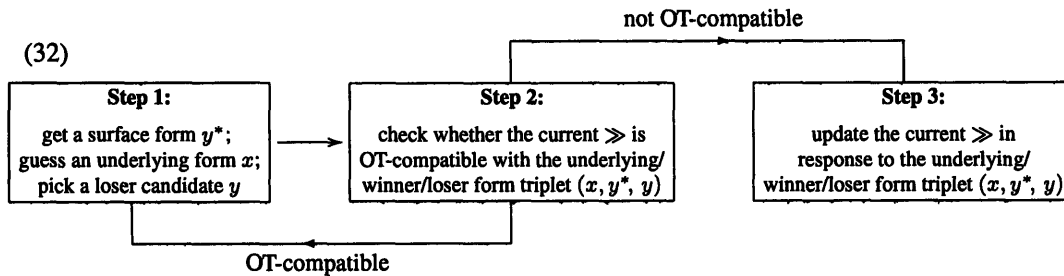 not OT-compatible
(32)
Step 1:
get a surface form y*;
guess an underlying form x;
pick a loser candidate y
Step 2:
check whether the current ≫ is
OT-compatible with the underlying/
winner/loser form triplet (x, y*, y)
Step 3:
update the current ≫ in
response to the underlying/
winner/loser form triplet (x, y*, y)
OT-compatible